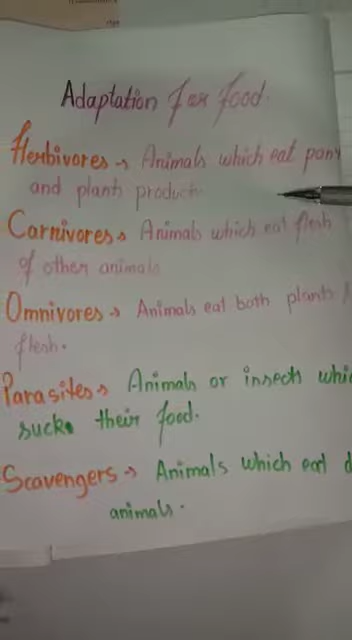 Adaptation for food.
Herbivores → Animals which eat
and plants products
Carnivores → Animals which eat flesh
of other animals
Omnivores → Animals eat both plants
flesh.
Parasites → Animals or insects
sucks their food.
Scavengers → Animals which eat
animals.